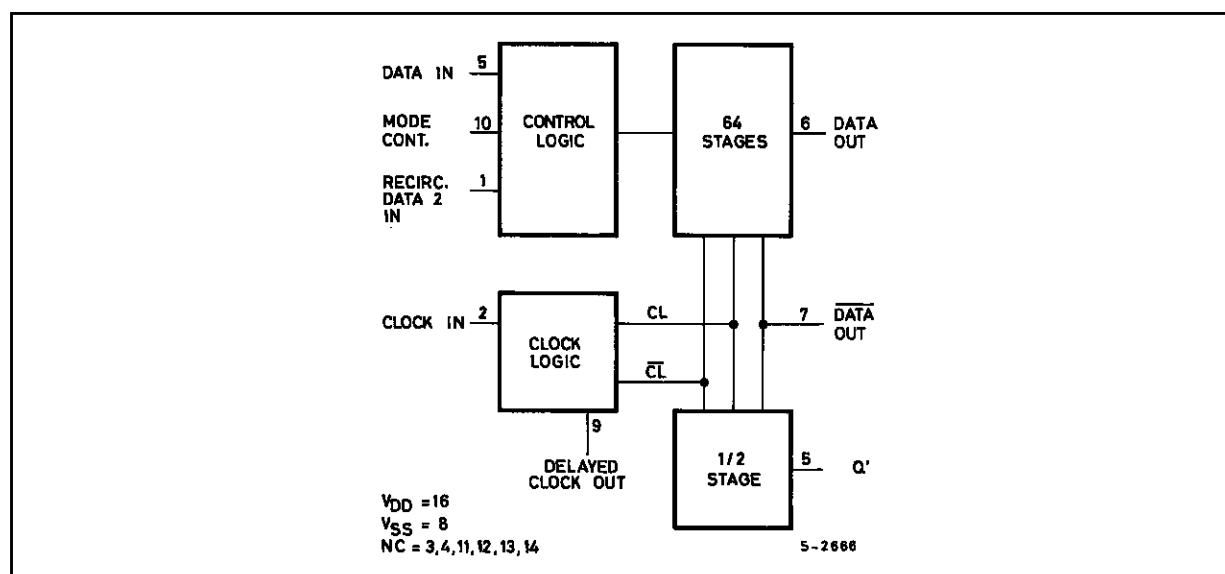 DATA IN
5
MODE
CONT.
10
RECIRC.
DATA 2
IN
1
CONTROL
LOGIC
64
STAGES
6
DATA
OUT
CLOCK IN
2
CLOCK
LOGIC
CL
C̅L̅
7
D̅A̅T̅A̅
OUT
9
DELAYED
CLOCK OUT
1/2
STAGE
5
Q'
VDD = 16
VSS = 8
NC = 3,4,11,12,13,14
5-2666